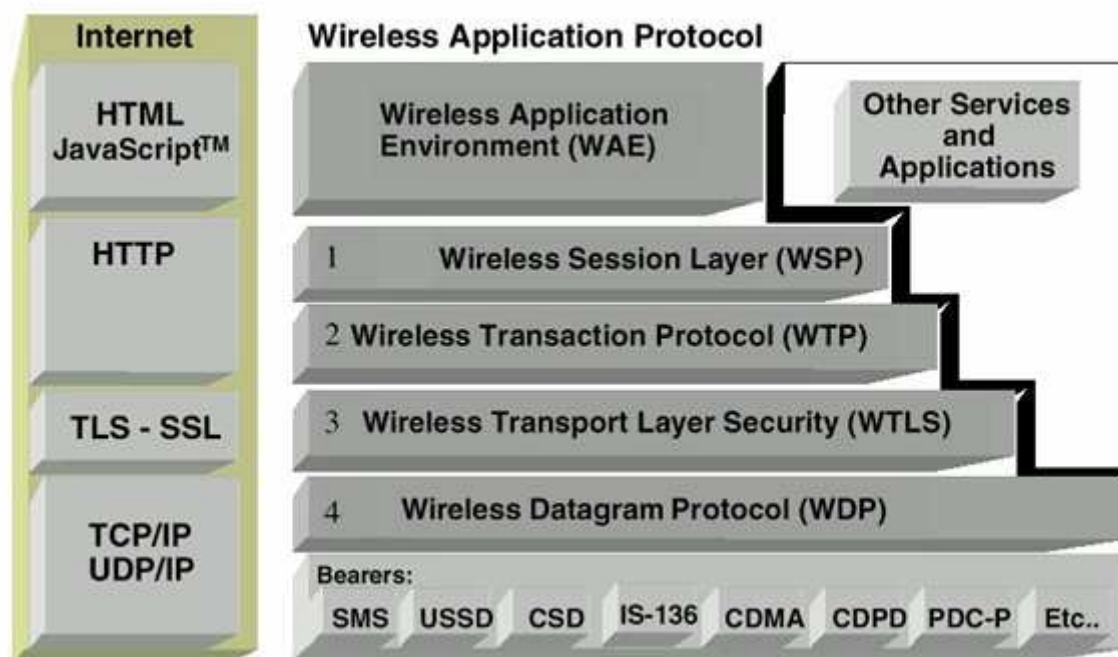 Internet
HTML
JavaScript™
HTTP
TLS - SSL
TCP/IP
UDP/IP
Wireless Application Protocol
Wireless Application
Environment (WAE)
Other Services
and
Applications
1 Wireless Session Layer (WSP)
2 Wireless Transaction Protocol (WTP)
3 Wireless Transport Layer Security (WTLS)
4 Wireless Datagram Protocol (WDP)
Bearers:
SMS USSD CSD IS-136 CDMA CDPD PDC-P Etc..